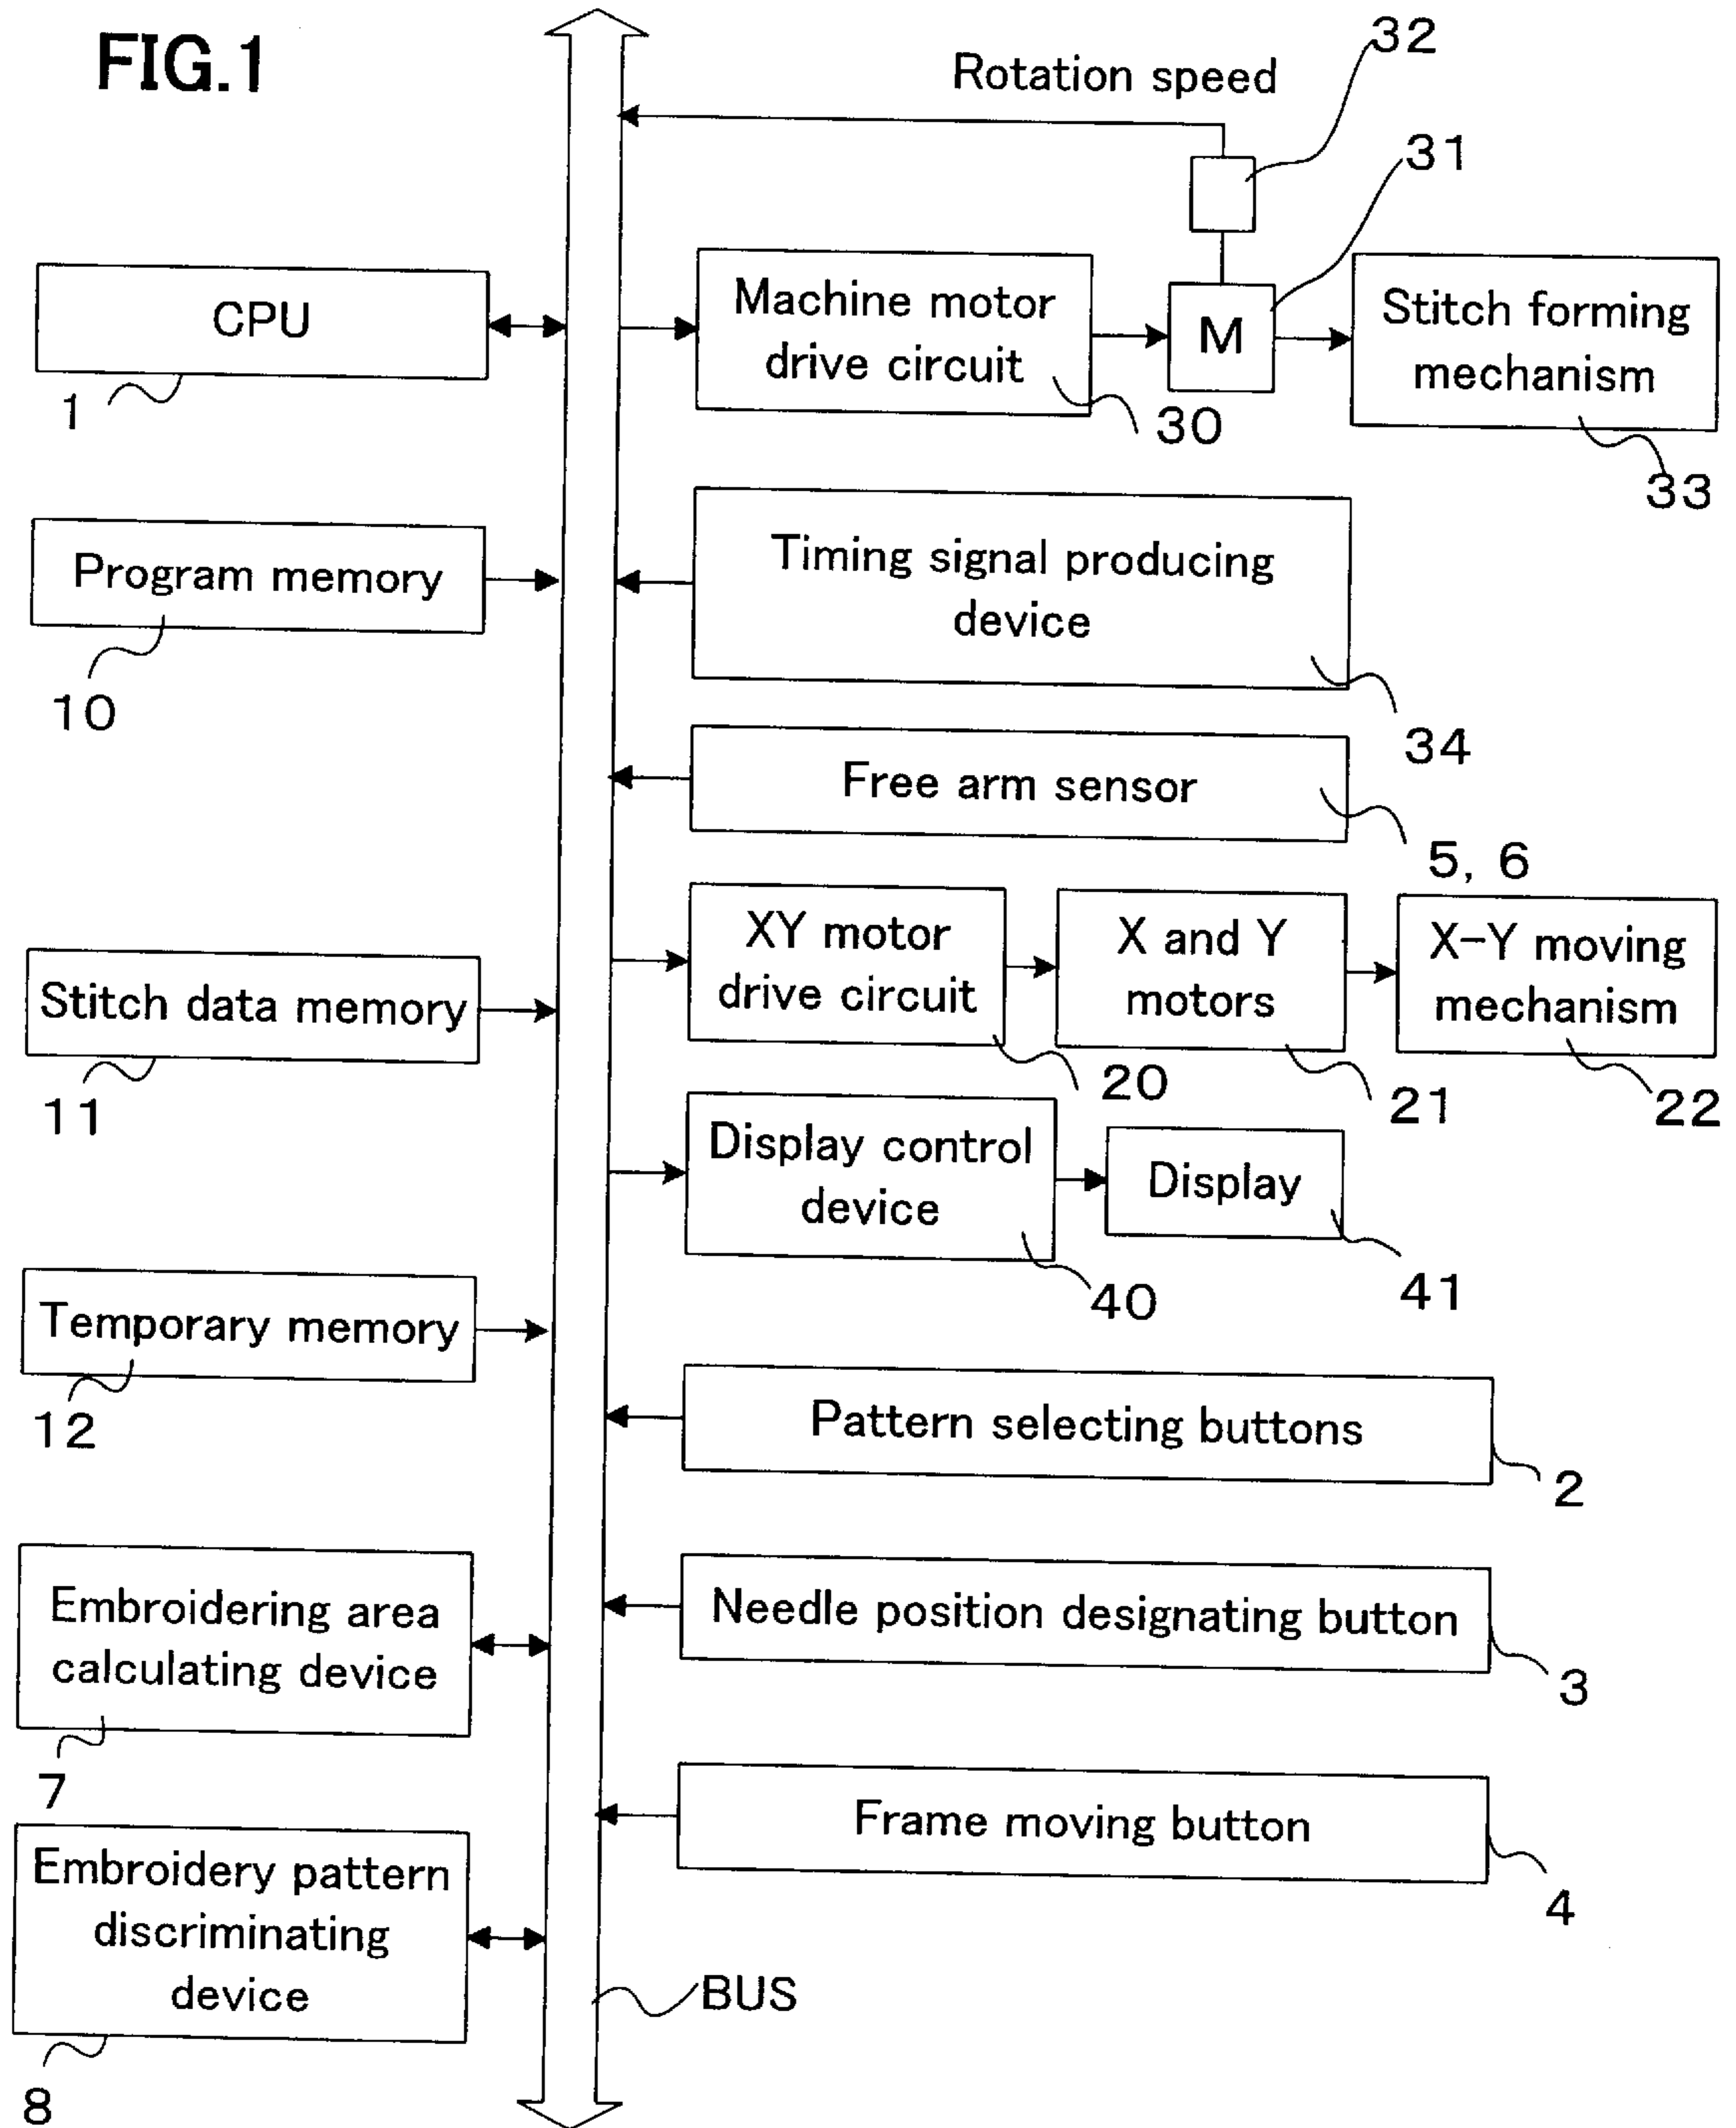 FIG.1
Rotation speed
32
31
CPU
1
Machine motor
drive circuit
30
M
Stitch forming
mechanism
33
Program memory
10
Timing signal producing
device
34
Free arm sensor
5, 6
Stitch data memory
11
XY motor
drive circuit
20
X and Y
motors
21
X-Y moving
mechanism
22
Display control
device
40
Display
41
Temporary memory
12
Pattern selecting buttons
2
Embroidering area
calculating device
7
Needle position designating button
3
Frame moving button
4
Embroidery pattern
discriminating
device
8
BUS